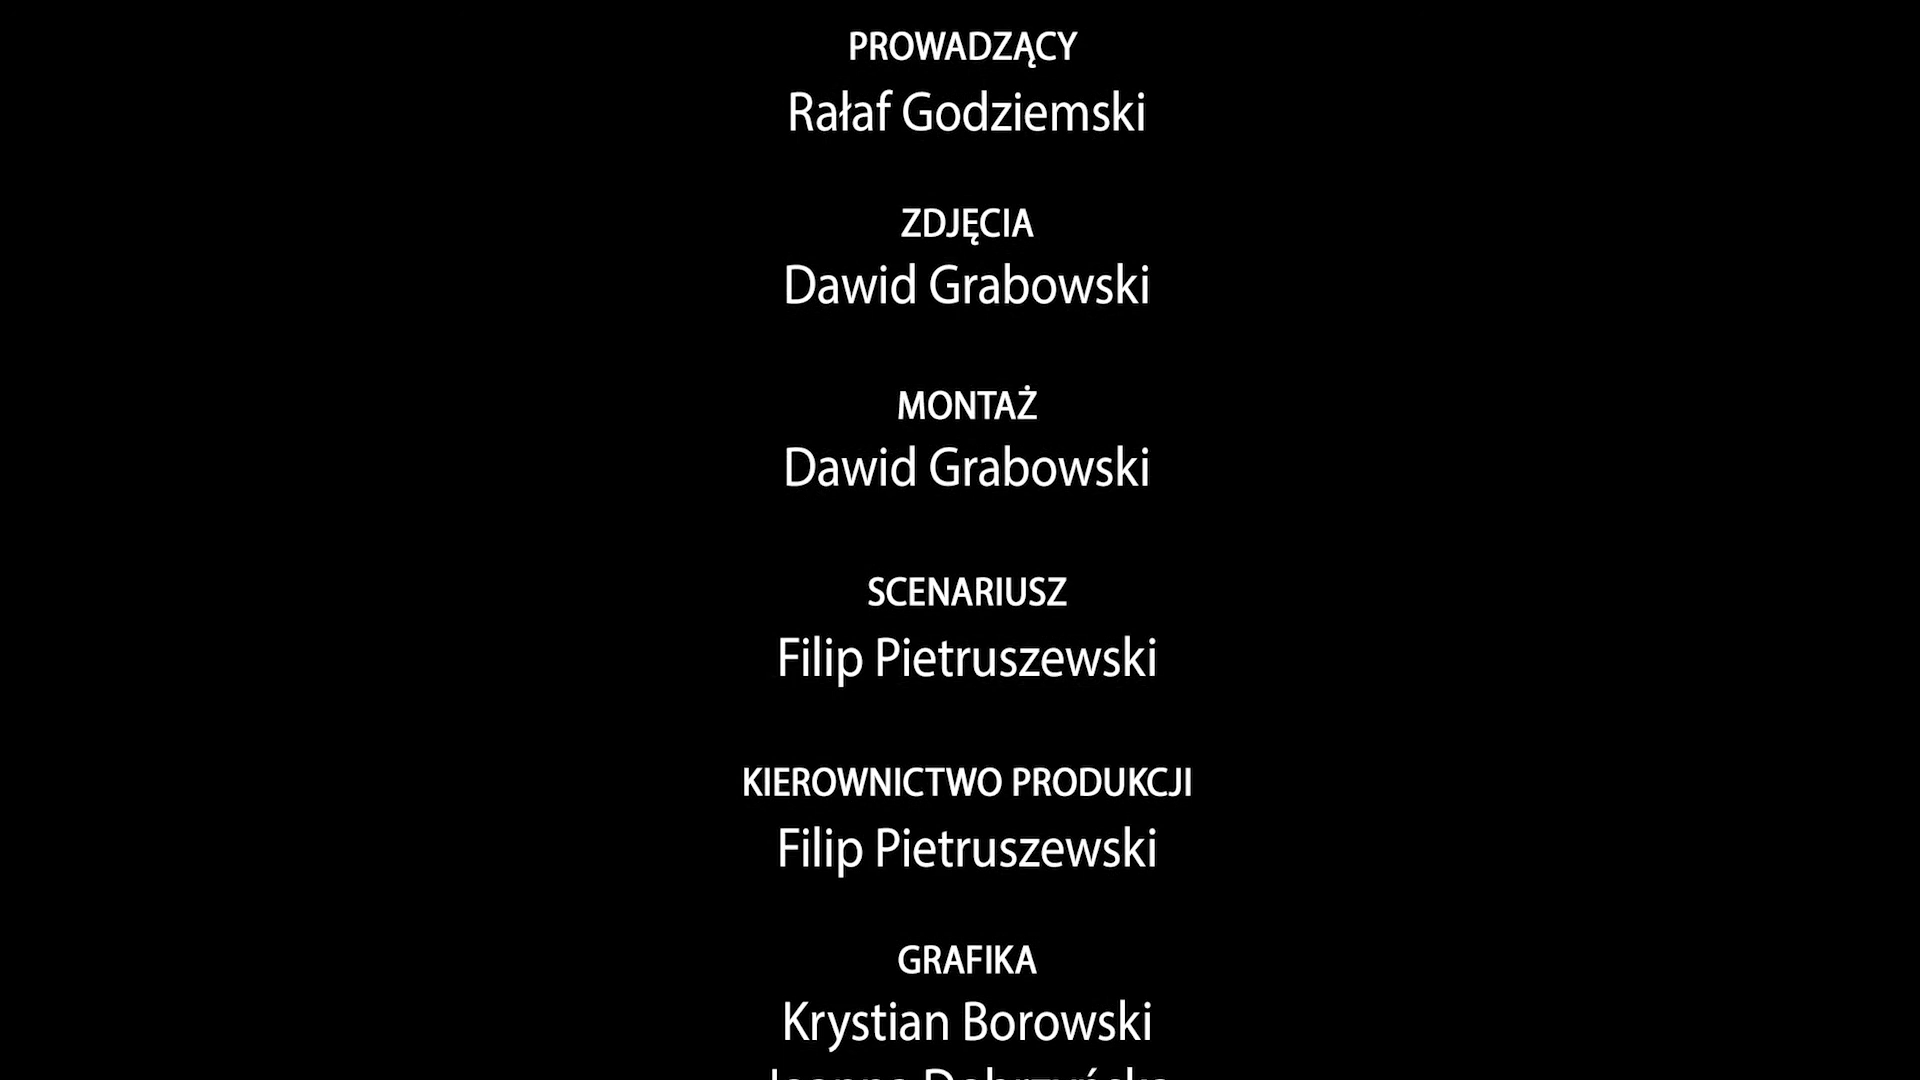 PROWADZĄCY
Rałaf Godziemski
ZDJĘCIA
Dawid Grabowski
MONTAŻ
Dawid Grabowski
SCENARIUSZ
Filip Pietruszewski
KIEROWNICTWO PRODUKCJI
Filip Pietruszewski
GRAFIKA
Krystian Borowski